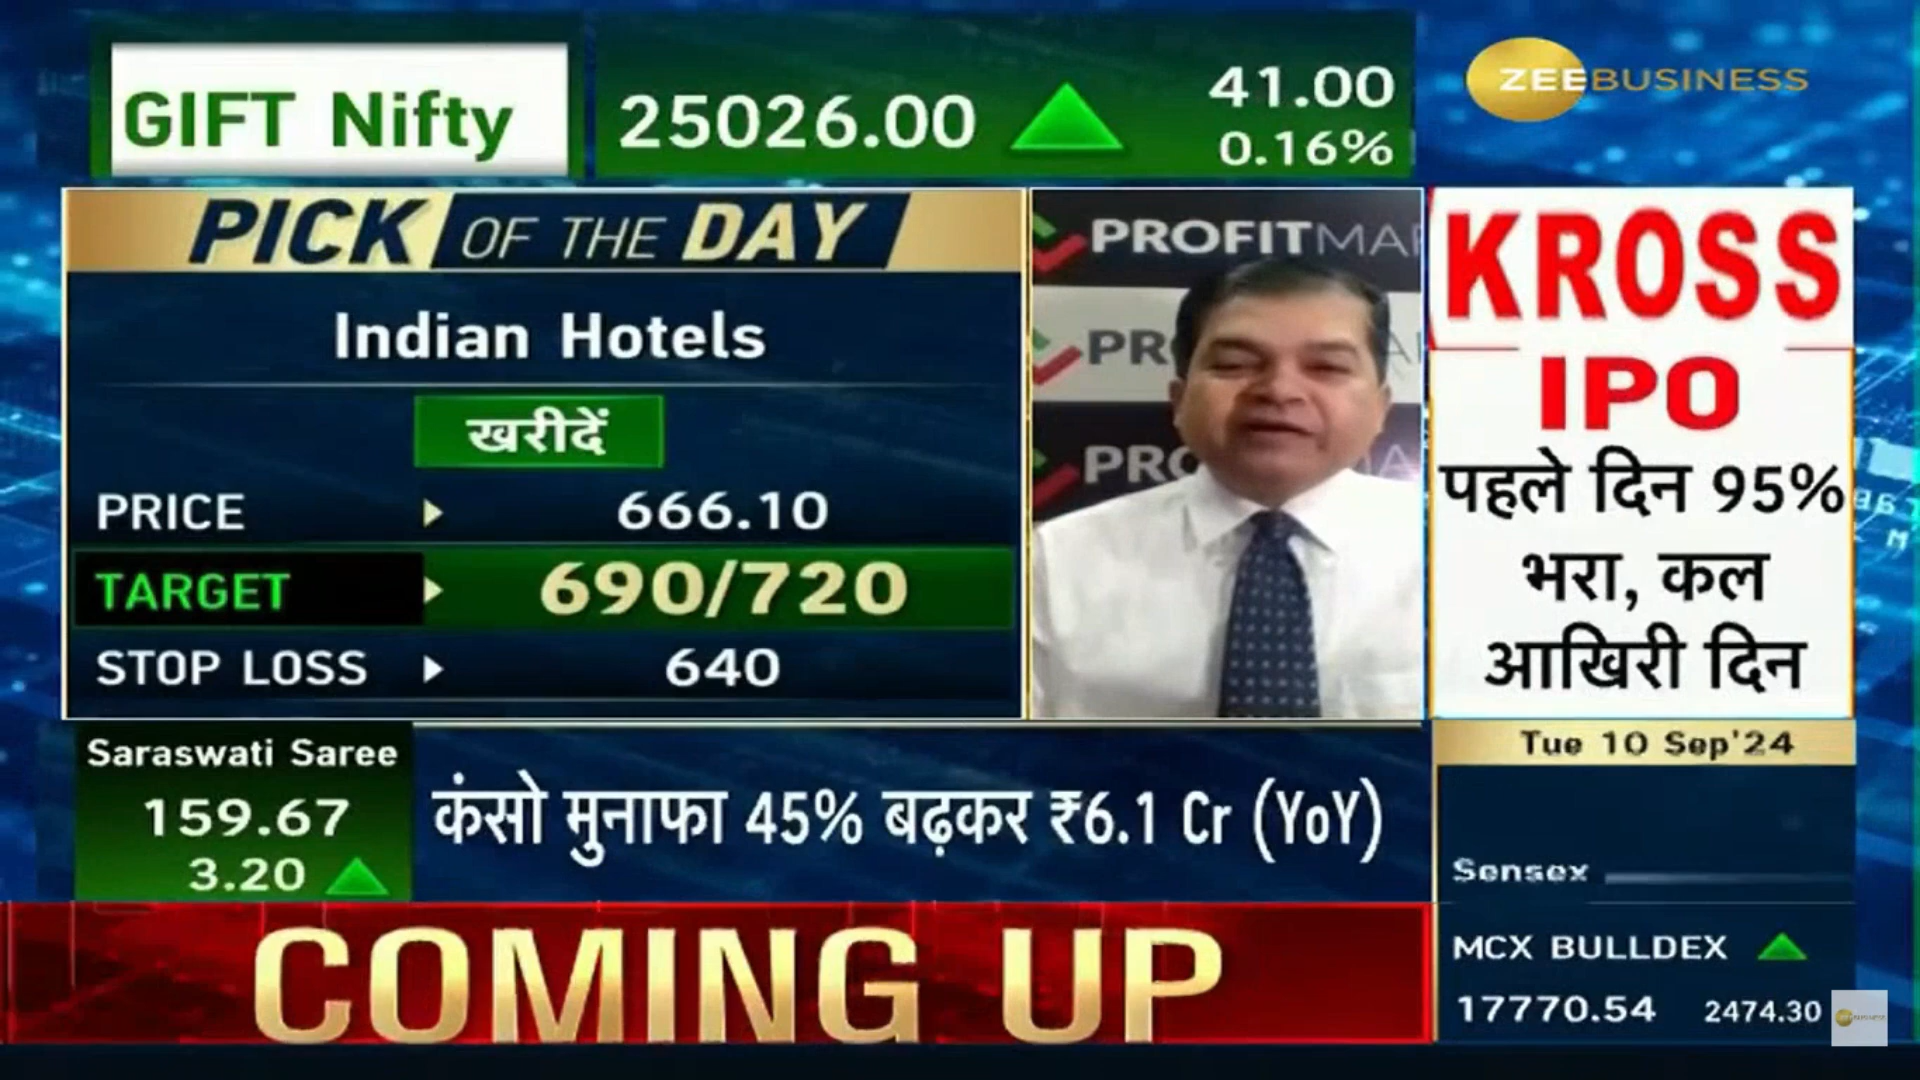 GIFT Nifty
25026.00
41.00
0.16%
ZEEBUSINESS
PICK OF THE DAY
Indian Hotels
खरीदें
PRICE 666.10
TARGET 690/720
STOP LOSS 640
PROFITMAR
PR
PRO
KROSS
IPO
पहले दिन 95%
भरा, कल
आखिरी दिन
Saraswati Saree
159.67
3.20
कंसो मुनाफा 45% बढ़कर ₹6.1 Cr (YoY)
Tue 10 Sep'24
Sensex
MCX BULLDEX
17770.54 2474.30
COMING UP